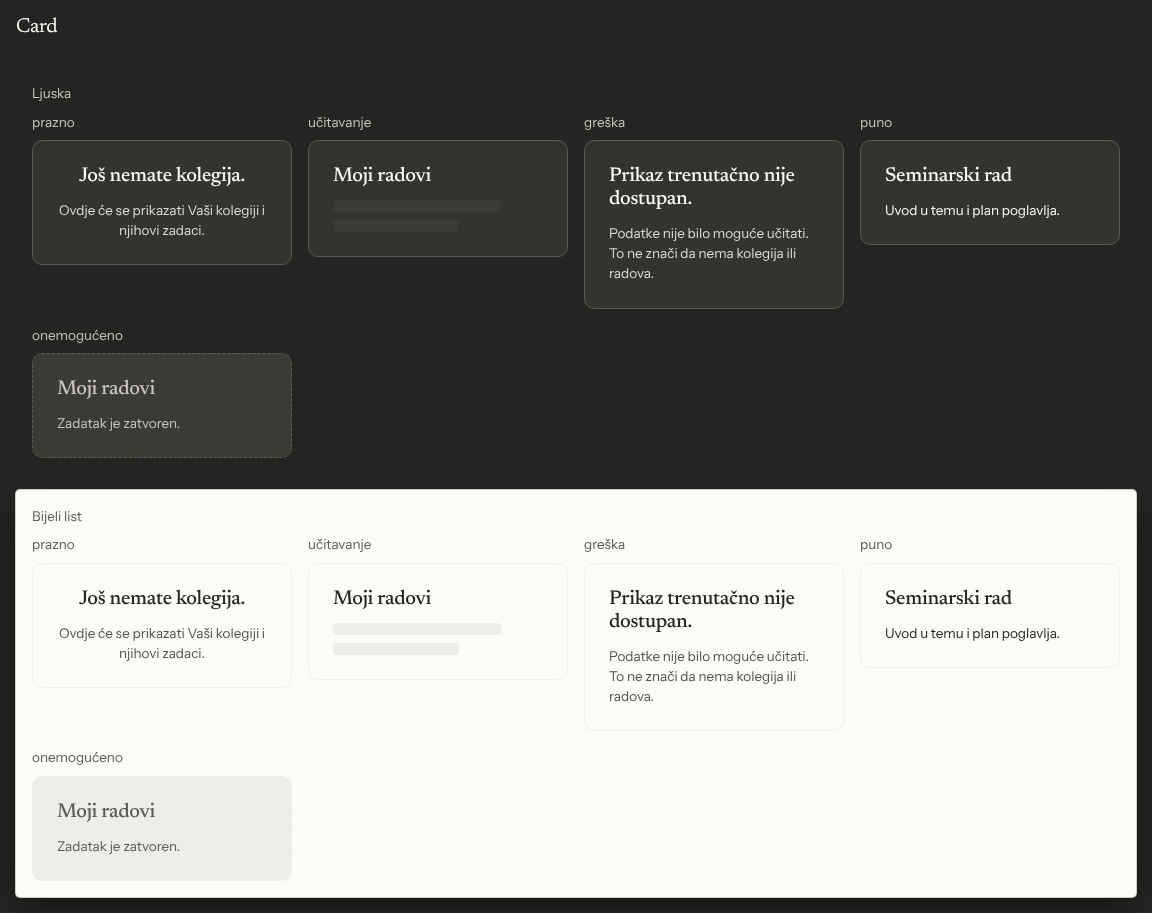 Card
Ljuska
prazno
Još nemate kolegija.
Ovdje će se prikazati Vaši kolegiji i
njihovi zadaci.
učitavanje
Moji radovi
greška
Prikaz trenutačno nije
dostupan.
Podatke nije bilo moguće učitati.
To ne znači da nema kolegija ili
radova.
puno
Seminarski rad
Uvod u temu i plan poglavlja.
onemogućeno
Moji radovi
Zadatak je zatvoren.
Bijeli list
prazno
Još nemate kolegija.
Ovdje će se prikazati Vaši kolegiji i
njihovi zadaci.
učitavanje
Moji radovi
greška
Prikaz trenutačno nije
dostupan.
Podatke nije bilo moguće učitati.
To ne znači da nema kolegija ili
radova.
puno
Seminarski rad
Uvod u temu i plan poglavlja.
onemogućeno
Moji radovi
Zadatak je zatvoren.